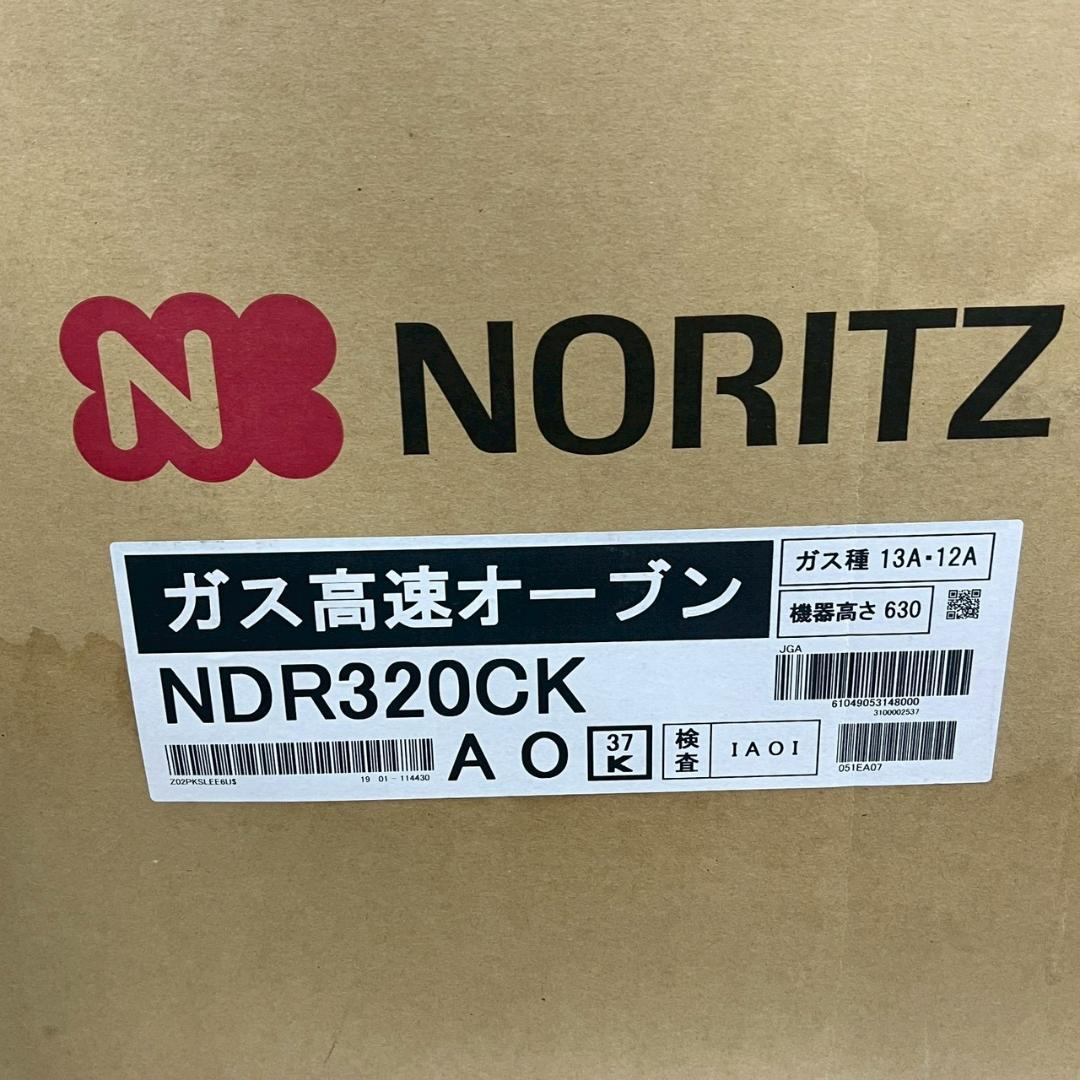 N NORITZ
ガス高速オーブン
ガス種 13A・12A
機器高さ 630
NDR320CK
JGA
61049053148000
3100002537
AO
37
K
検査
IAOI
Z02PKSLEE6U$
19 01-114430
051EA07